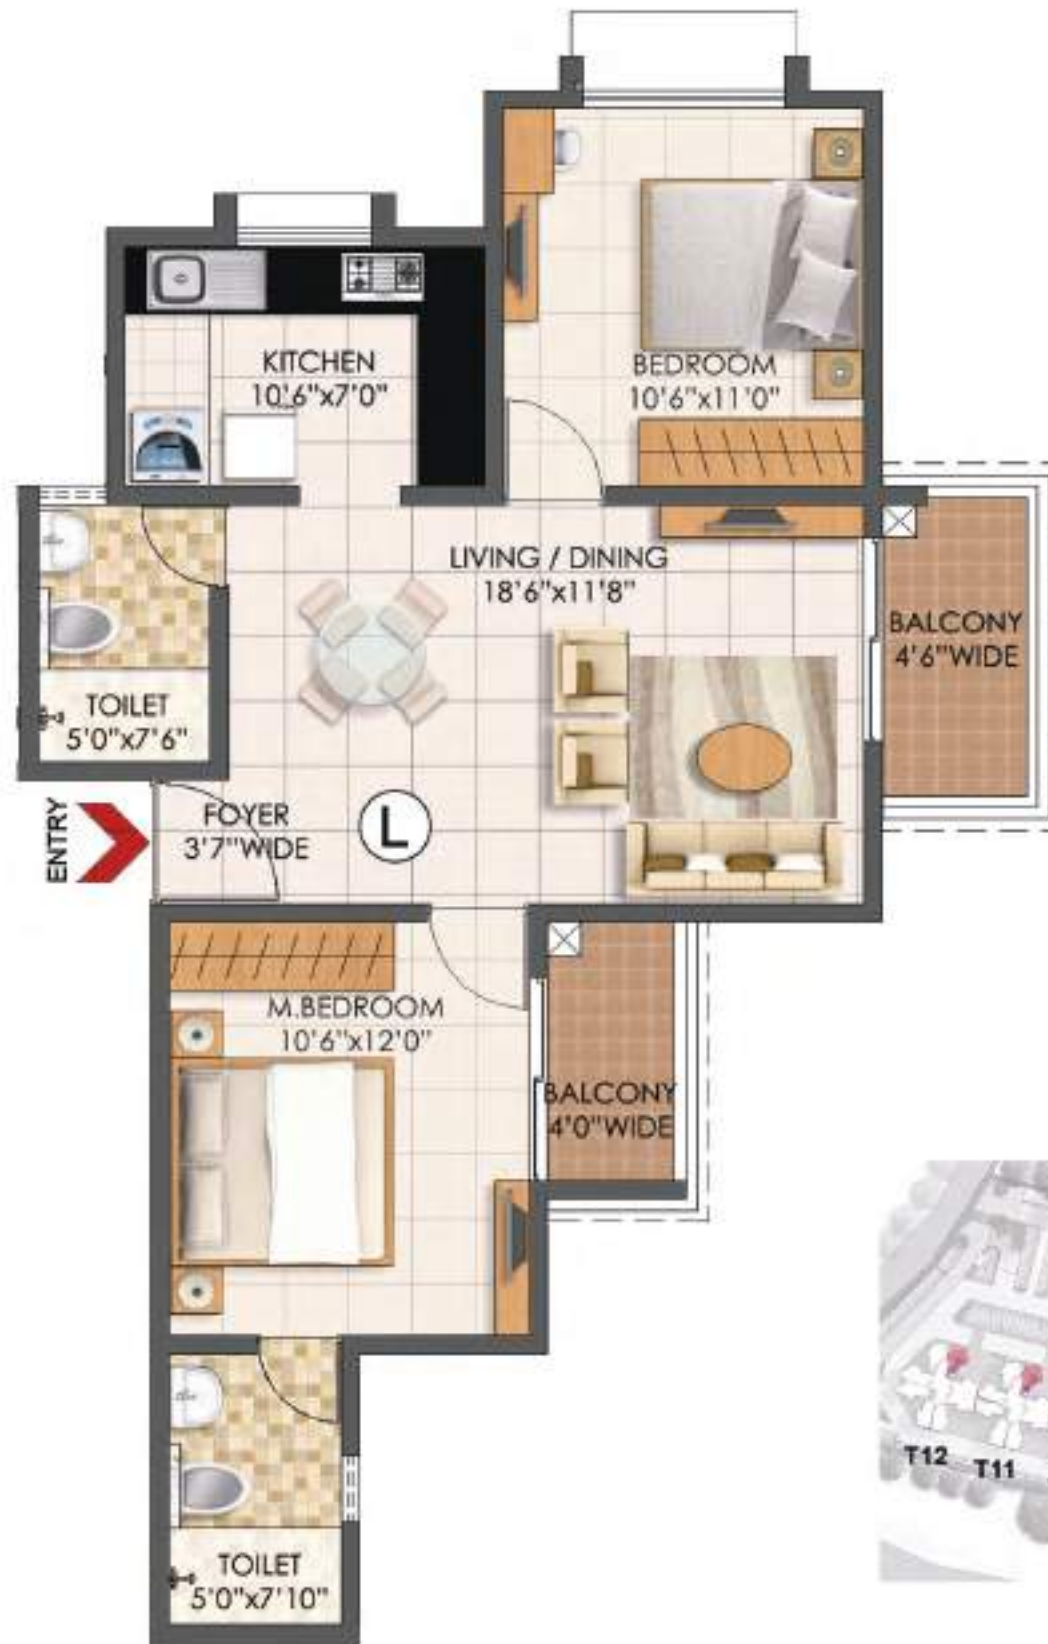 KITCHEN
10'6"x7'0"
BEDROOM
10'6"x11'0"
LIVING / DINING
18'6"x11'8"
BALCONY
4'6"WIDE
TOILET
5'0"x7'6"
ENTRY
FOYER
3'7"WIDE
L
M.BEDROOM
10'6"x12'0"
BALCONY
4'0"WIDE
TOILET
5'0"x7'10"
T12
T11